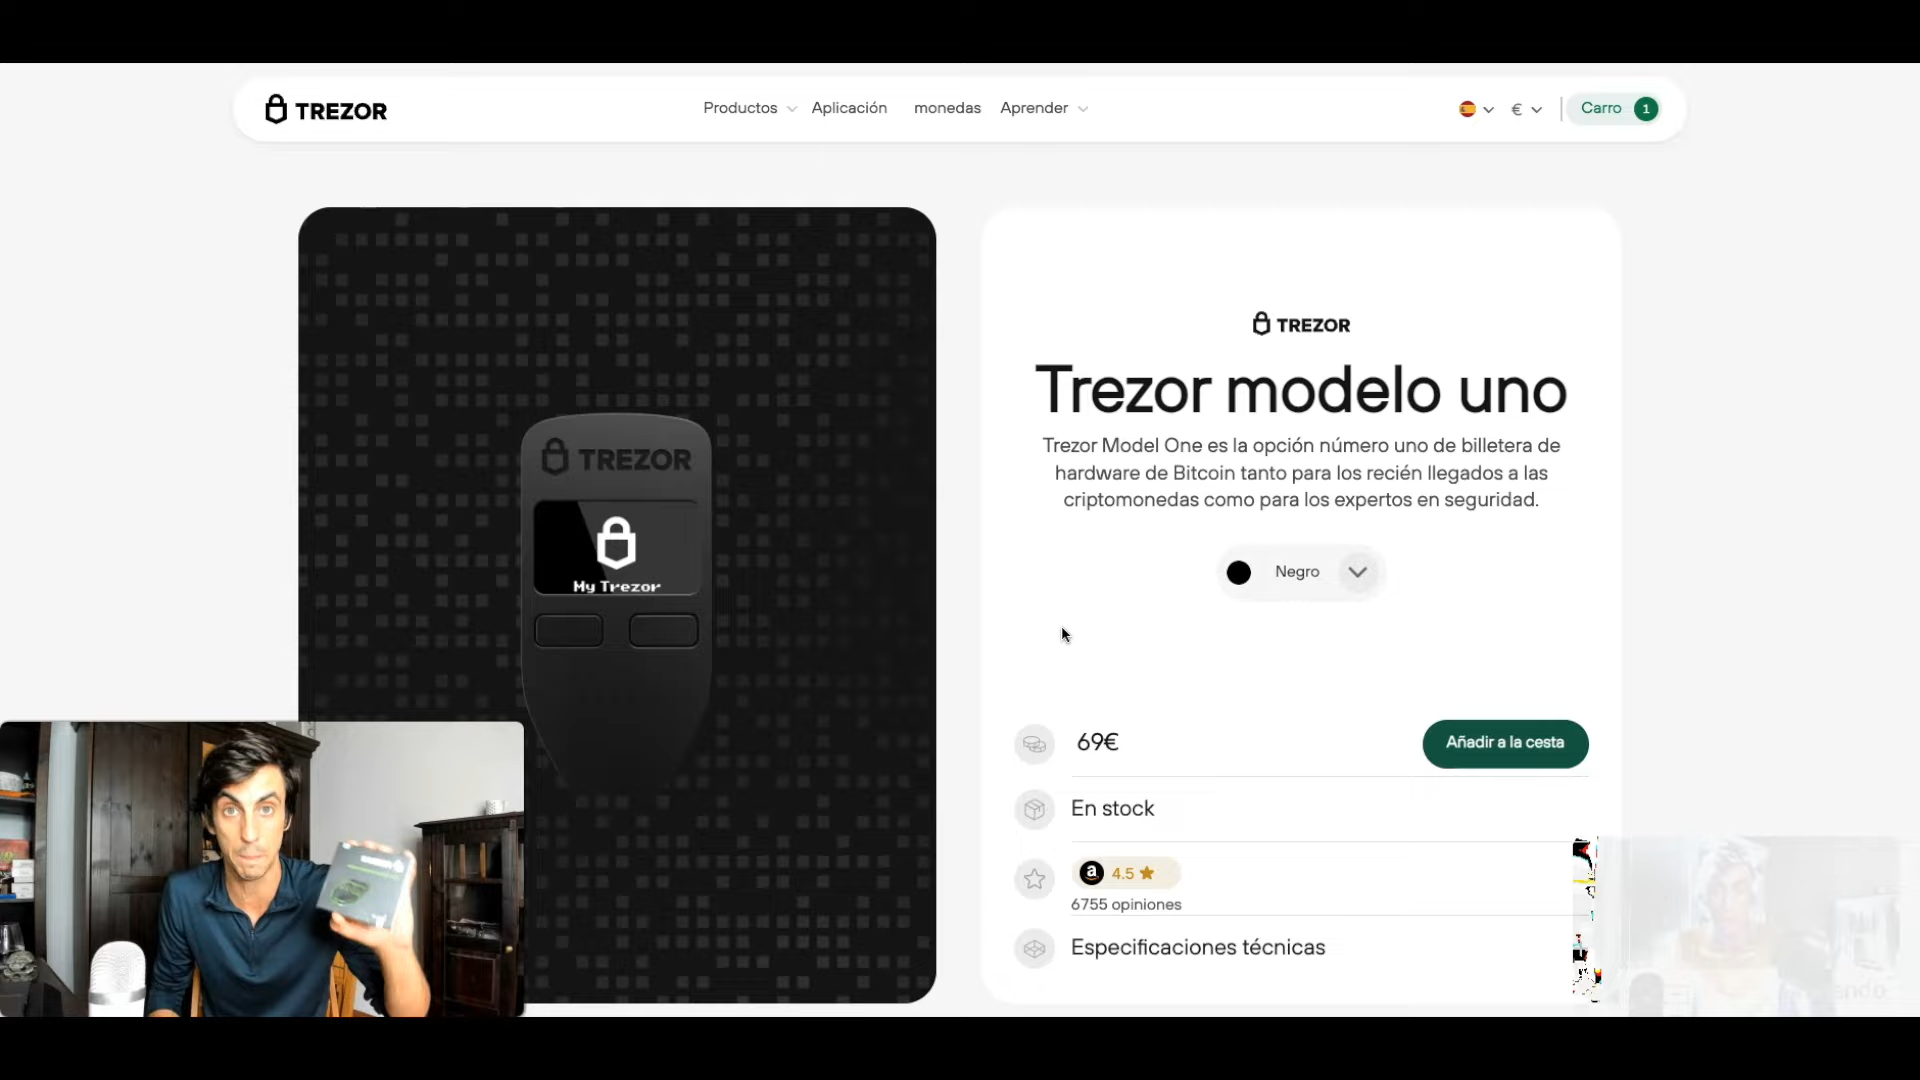 TREZOR
Productos
Aplicación
monedas
Aprender
€
Carro
1
TREZOR
My Trezor
TREZOR
Trezor modelo uno
Trezor Model One es la opción número uno de billetera de
hardware de Bitcoin tanto para los recién llegados a las
criptomonedas como para los expertos en seguridad.
Negro
69€
Añadir a la cesta
En stock
a 4.5
6755 opiniones
Especificaciones técnicas